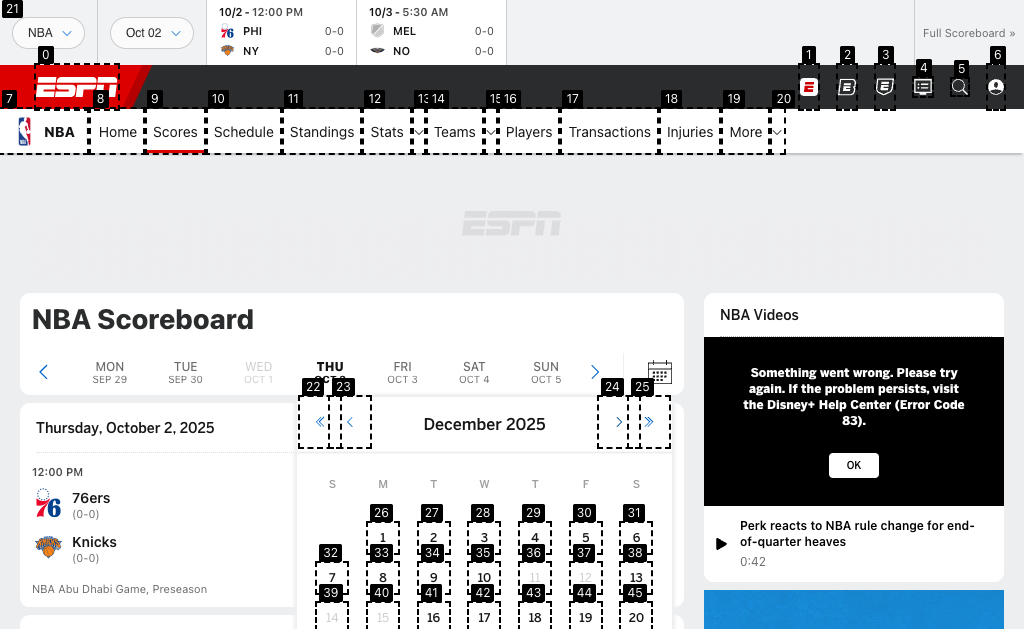 21
NBA
Oct 02
10/2 - 12:00 PM
PHI 0-0
NY 0-0
10/3 - 5:30 AM
MEL 0-0
NO 0-0
Full Scoreboard »
0 1 2 3 4 5 6
ESPN
7 8 9 10 11 12 13 14 15 16 17 18 19 20
NBA Home Scores Schedule Standings Stats Teams Players Transactions Injuries More
ESPN
NBA Scoreboard
MON TUE WED THU FRI SAT SUN
SEP 29 SEP 30 OCT 1 OCT 2 OCT 3 OCT 4 OCT 5
22 23 24 25
Thursday, October 2, 2025
12:00 PM
76ers
(0-0)
Knicks
(0-0)
NBA Abu Dhabi Game, Preseason
December 2025
S M T W T F S
26 27 28 29 30 31
1 2 3 4 5 6
32 33 34 35 36 37 38
7 8 9 10 11 12 13
39 40 41 42 43 44 45
14 15 16 17 18 19 20
NBA Videos
Something went wrong. Please try
again. If the problem persists, visit
the Disney+ Help Center (Error Code
83).
OK
Perk reacts to NBA rule change for end-
of-quarter heaves
0:42